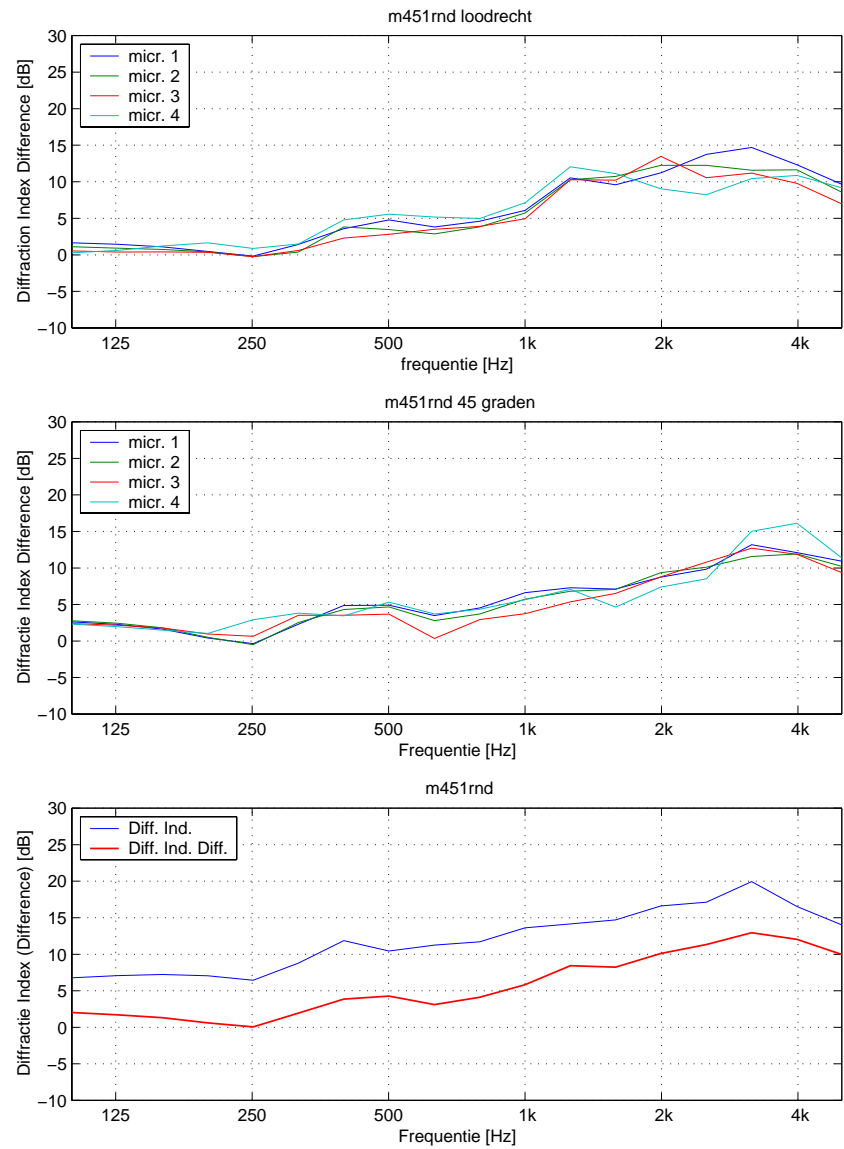 m451rnd loodrecht
Diffraction Index Difference [dB]
30
25
20
15
10
5
0
−5
−10
micr. 1
micr. 2
micr. 3
micr. 4
125 250 500 1k 2k 4k
frequentie [Hz]
m451rnd 45 graden
Diffractie Index Difference [dB]
30
25
20
15
10
5
0
−5
−10
micr. 1
micr. 2
micr. 3
micr. 4
125 250 500 1k 2k 4k
Frequentie [Hz]
m451rnd
Diffractie Index (Difference) [dB]
30
25
20
15
10
5
0
−5
−10
Diff. Ind.
Diff. Ind. Diff.
125 250 500 1k 2k 4k
Frequentie [Hz]